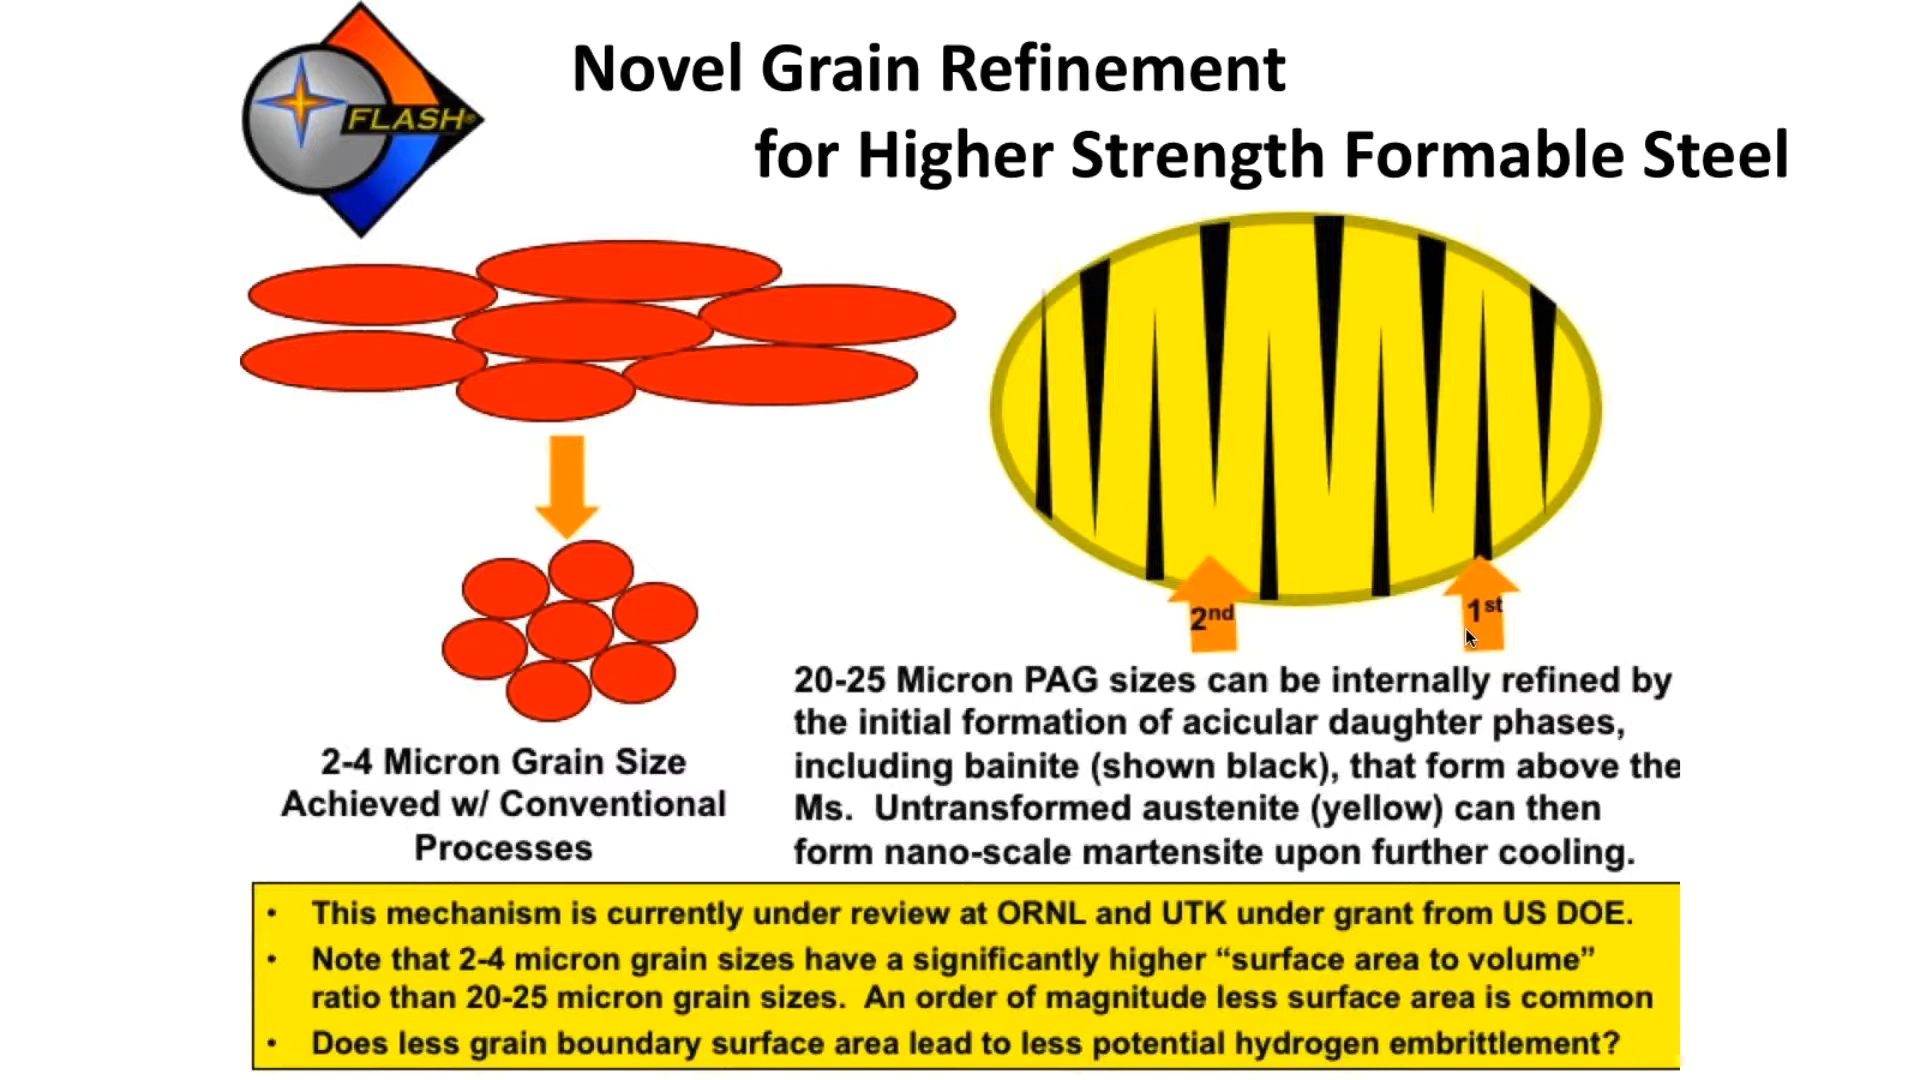 FLASH®
Novel Grain Refinement
for Higher Strength Formable Steel
2nd
1st
2-4 Micron Grain Size
Achieved w/ Conventional
Processes
20-25 Micron PAG sizes can be internally refined by
the initial formation of acicular daughter phases,
including bainite (shown black), that form above the
Ms. Untransformed austenite (yellow) can then
form nano-scale martensite upon further cooling.
• This mechanism is currently under review at ORNL and UTK under grant from US DOE.
• Note that 2-4 micron grain sizes have a significantly higher “surface area to volume”
ratio than 20-25 micron grain sizes. An order of magnitude less surface area is common
• Does less grain boundary surface area lead to less potential hydrogen embrittlement?